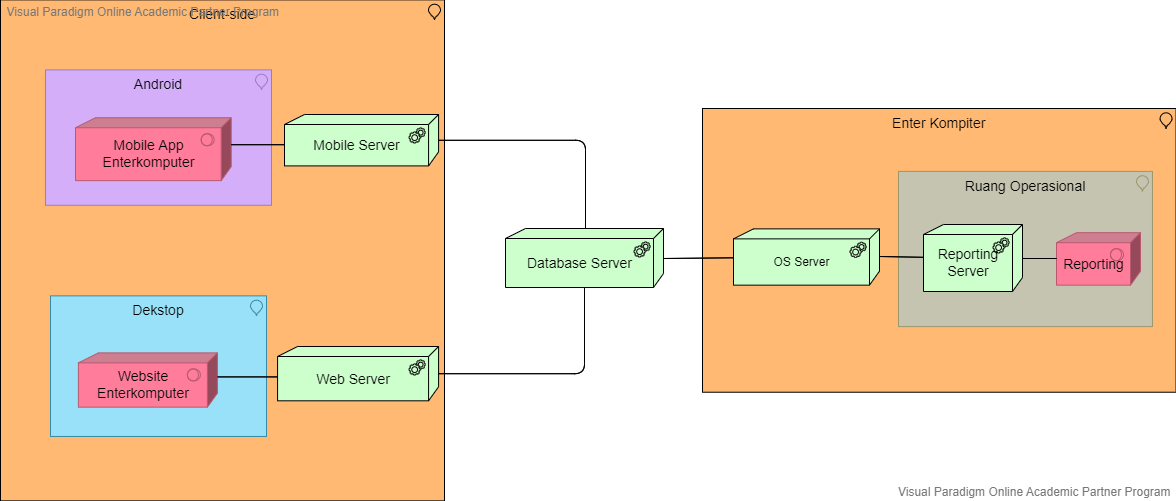 Visual Paradigm Online Academic Partner Program
Client-side
Android
Mobile App
Enterkomputer
Mobile Server
Dekstop
Website
Enterkomputer
Web Server
Database Server
Enter Kompiter
Ruang Operasional
OS Server
Reporting
Server
Reporting
Visual Paradigm Online Academic Partner Program